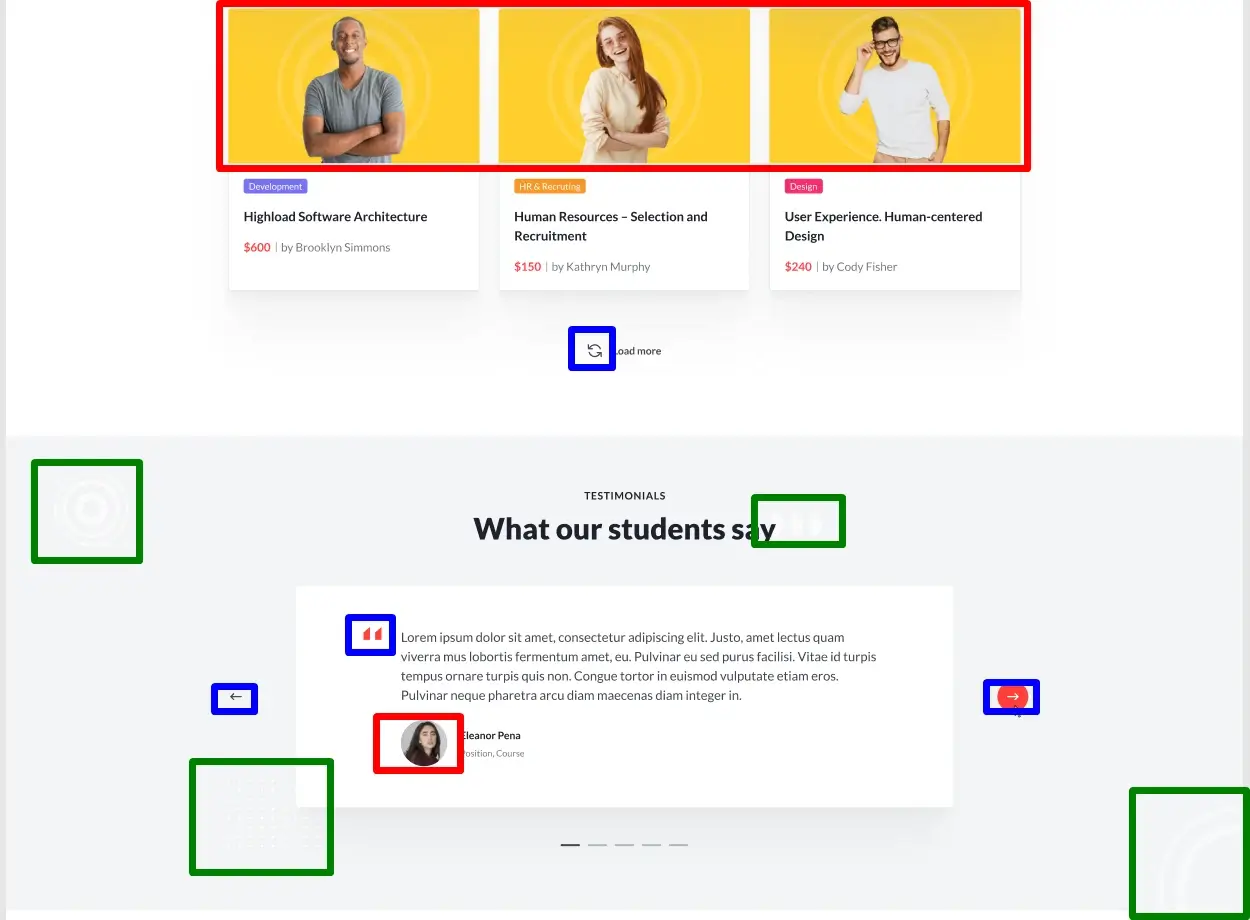 Development
HR & Recruting
Design
Highload Software Architecture
Human Resources – Selection and
Recruitment
User Experience. Human-centered
Design
$600 | by Brooklyn Simmons
$150 | by Kathryn Murphy
$240 | by Cody Fisher
Load more
TESTIMONIALS
What our students say
Lorem ipsum dolor sit amet, consectetur adipiscing elit. Justo, amet lectus quam
viverra mus lobortis fermentum amet, eu. Pulvinar eu sed purus facilisi. Vitae id turpis
tempus ornare turpis quis non. Congue tortor in euismod vulputate etiam eros.
Pulvinar neque pharetra arcu diam maecenas diam integer in.
Eleanor Pena
Position, Course